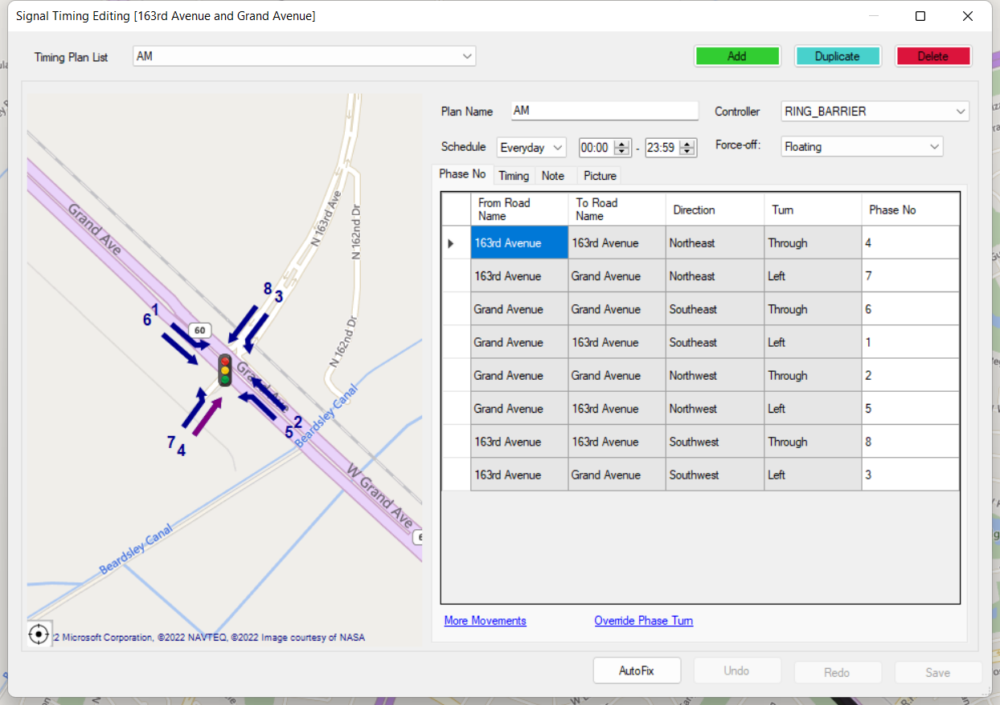 Signal Timing Editing [163rd Avenue and Grand Avenue]
Timing Plan List
AM
Add
Duplicate
Delete
Plan Name
AM
Controller
RING_BARRIER
Schedule
Everyday
00:00
-
23:59
Force-off:
Floating
Phase No
Timing
Note
Picture
From Road Name
To Road Name
Direction
Turn
Phase No
163rd Avenue 163rd Avenue Northeast Through 4
163rd Avenue Grand Avenue Northeast Left 7
Grand Avenue Grand Avenue Southeast Through 6
Grand Avenue 163rd Avenue Southeast Left 1
Grand Avenue Grand Avenue Northwest Through 2
Grand Avenue 163rd Avenue Northwest Left 5
163rd Avenue 163rd Avenue Southwest Through 8
163rd Avenue Grand Avenue Southwest Left 3
More Movements
Override Phase Turn
Grand Ave
N 163rd Ave
N 162nd Dr
8
3
1
6
60
N 162nd Dr
Grand Ave
2
5
7
4
Beardsley Canal
W Grand Ave
6
Beardsley Canal
2 Microsoft Corporation, ©2022 NAVTEQ, ©2022 Image courtesy of NASA
AutoFix
Undo
Redo
Save